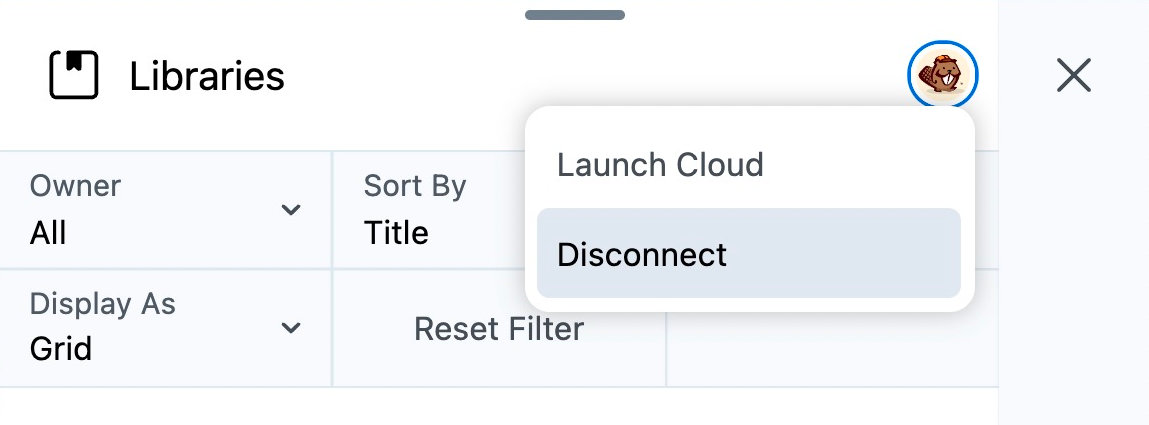 Libraries
Launch Cloud
Disconnect
Owner
All
Sort By
Title
Display As
Grid
Reset Filter